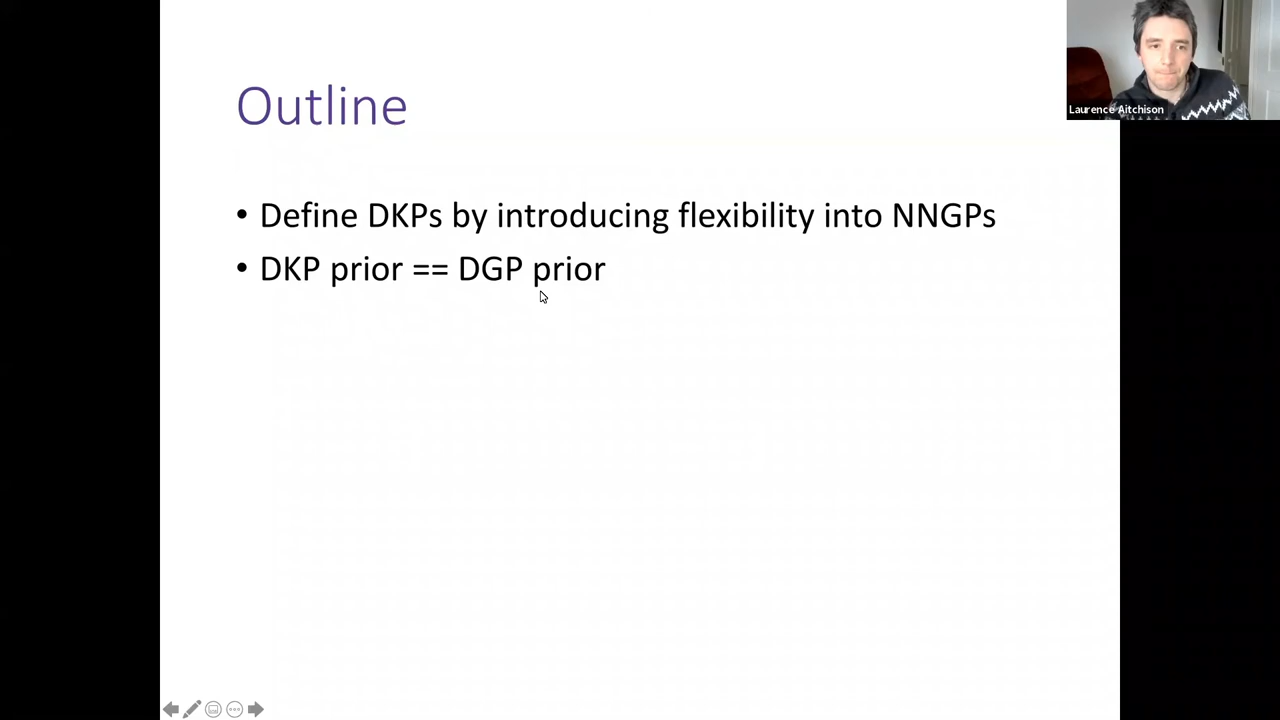 Laurence Aitchison
Outline
• Define DKPs by introducing flexibility into NNGPs
• DKP prior == DGP prior